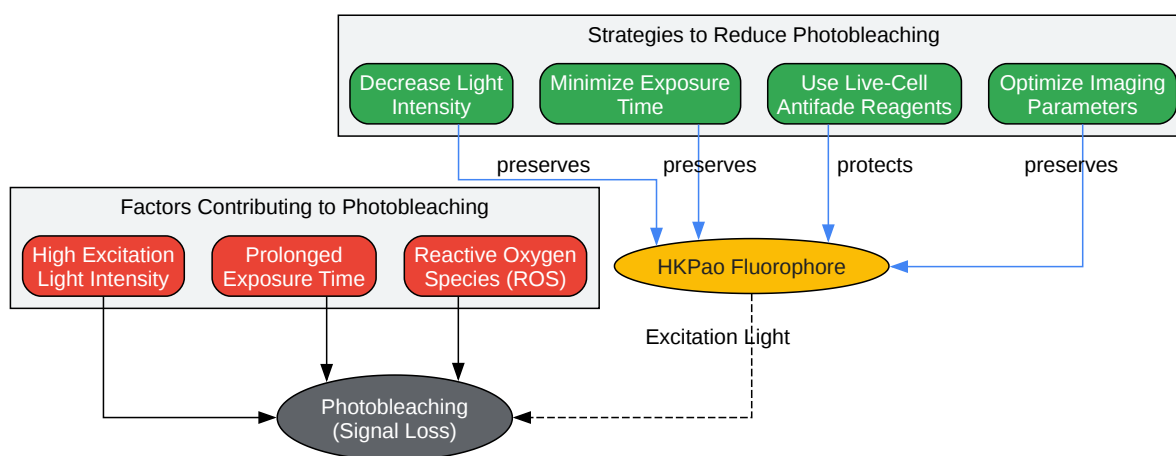 Strategies to Reduce Photobleaching
Decrease Light
Intensity
Minimize Exposure
Time
Use Live-Cell
Antifade Reagents
Optimize Imaging
Parameters
preserves
preserves
protects
preserves
Factors Contributing to Photobleaching
High Excitation
Light Intensity
Prolonged
Exposure Time
Reactive Oxygen
Species (ROS)
HKPao Fluorophore
Excitation Light
Photobleaching
(Signal Loss)